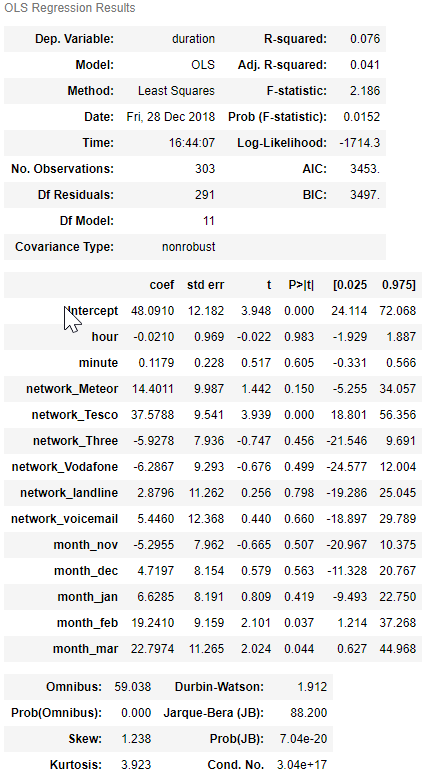 OLS Regression Results
Dep. Variable: duration R-squared: 0.076
Model: OLS Adj. R-squared: 0.041
Method: Least Squares F-statistic: 2.186
Date: Fri, 28 Dec 2018 Prob (F-statistic): 0.0152
Time: 16:44:07 Log-Likelihood: -1714.3
No. Observations: 303 AIC: 3453.
Df Residuals: 291 BIC: 3497.
Df Model: 11
Covariance Type: nonrobust
coef std err t P>|t| [0.025 0.975]
Intercept 48.0910 12.182 3.948 0.000 24.114 72.068
hour -0.0210 0.969 -0.022 0.983 -1.929 1.887
minute 0.1179 0.228 0.517 0.605 -0.331 0.566
network_Meteor 14.4011 9.987 1.442 0.150 -5.255 34.057
network_Tesco 37.5788 9.541 3.939 0.000 18.801 56.356
network_Three -5.9278 7.936 -0.747 0.456 -21.546 9.691
network_Vodafone -6.2867 9.293 -0.676 0.499 -24.577 12.004
network_landline 2.8796 11.262 0.256 0.798 -19.286 25.045
network_voicemail 5.4460 12.368 0.440 0.660 -18.897 29.789
month_nov -5.2955 7.962 -0.665 0.507 -20.967 10.375
month_dec 4.7197 8.154 0.579 0.563 -11.328 20.767
month_jan 6.6285 8.191 0.809 0.419 -9.493 22.750
month_feb 19.2410 9.159 2.101 0.037 1.214 37.268
month_mar 22.7974 11.265 2.024 0.044 0.627 44.968
Omnibus: 59.038 Durbin-Watson: 1.912
Prob(Omnibus): 0.000 Jarque-Bera (JB): 88.200
Skew: 1.238 Prob(JB): 7.04e-20
Kurtosis: 3.923 Cond. No. 3.04e+17